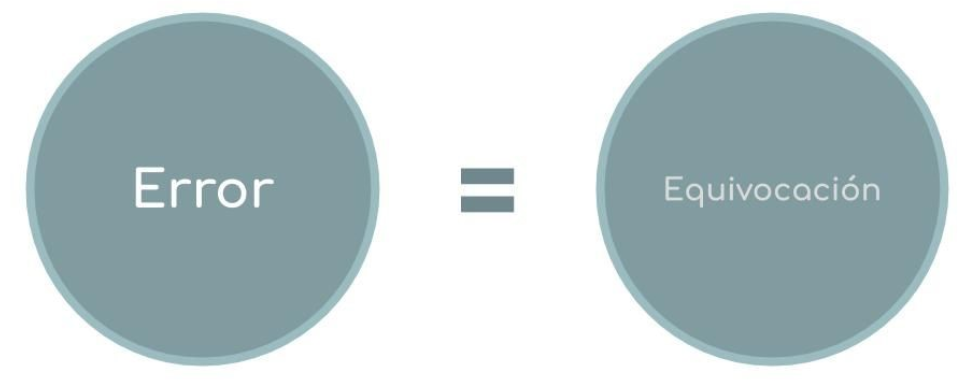 Error = Equivocación